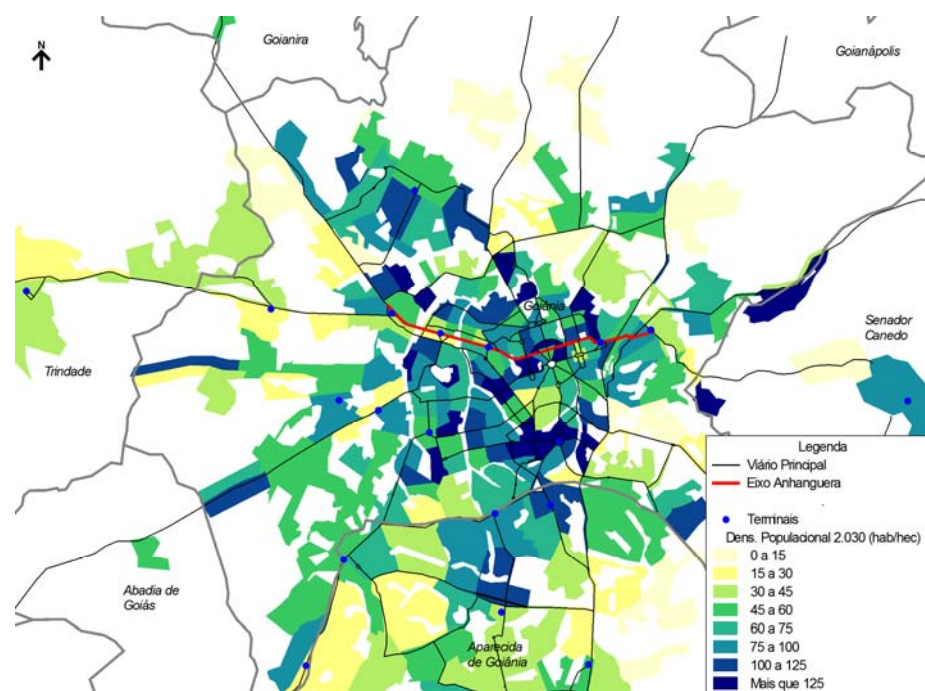 Goianira
Goianápolis
N
Goiânia
Senador
Canedo
Trindade
Abadia de
Goiás
Aparecida
de Goiânia
Legenda
Viário Principal
Eixo Anhanguera
Terminais
Dens. Populacional 2.030 (hab/hec)
0 a 15
15 a 30
30 a 45
45 a 60
60 a 75
75 a 100
100 a 125
Mais que 125